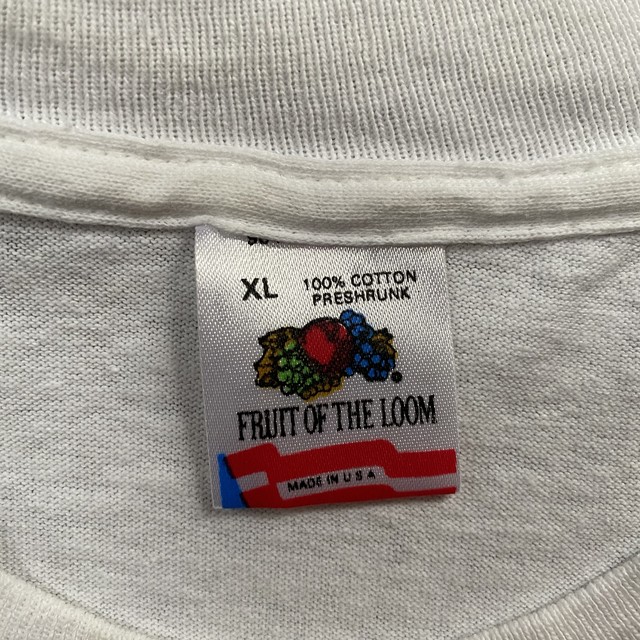 XL
100% COTTON
PRESHRUNK
FRUIT OF THE LOOM
MADE IN U S A